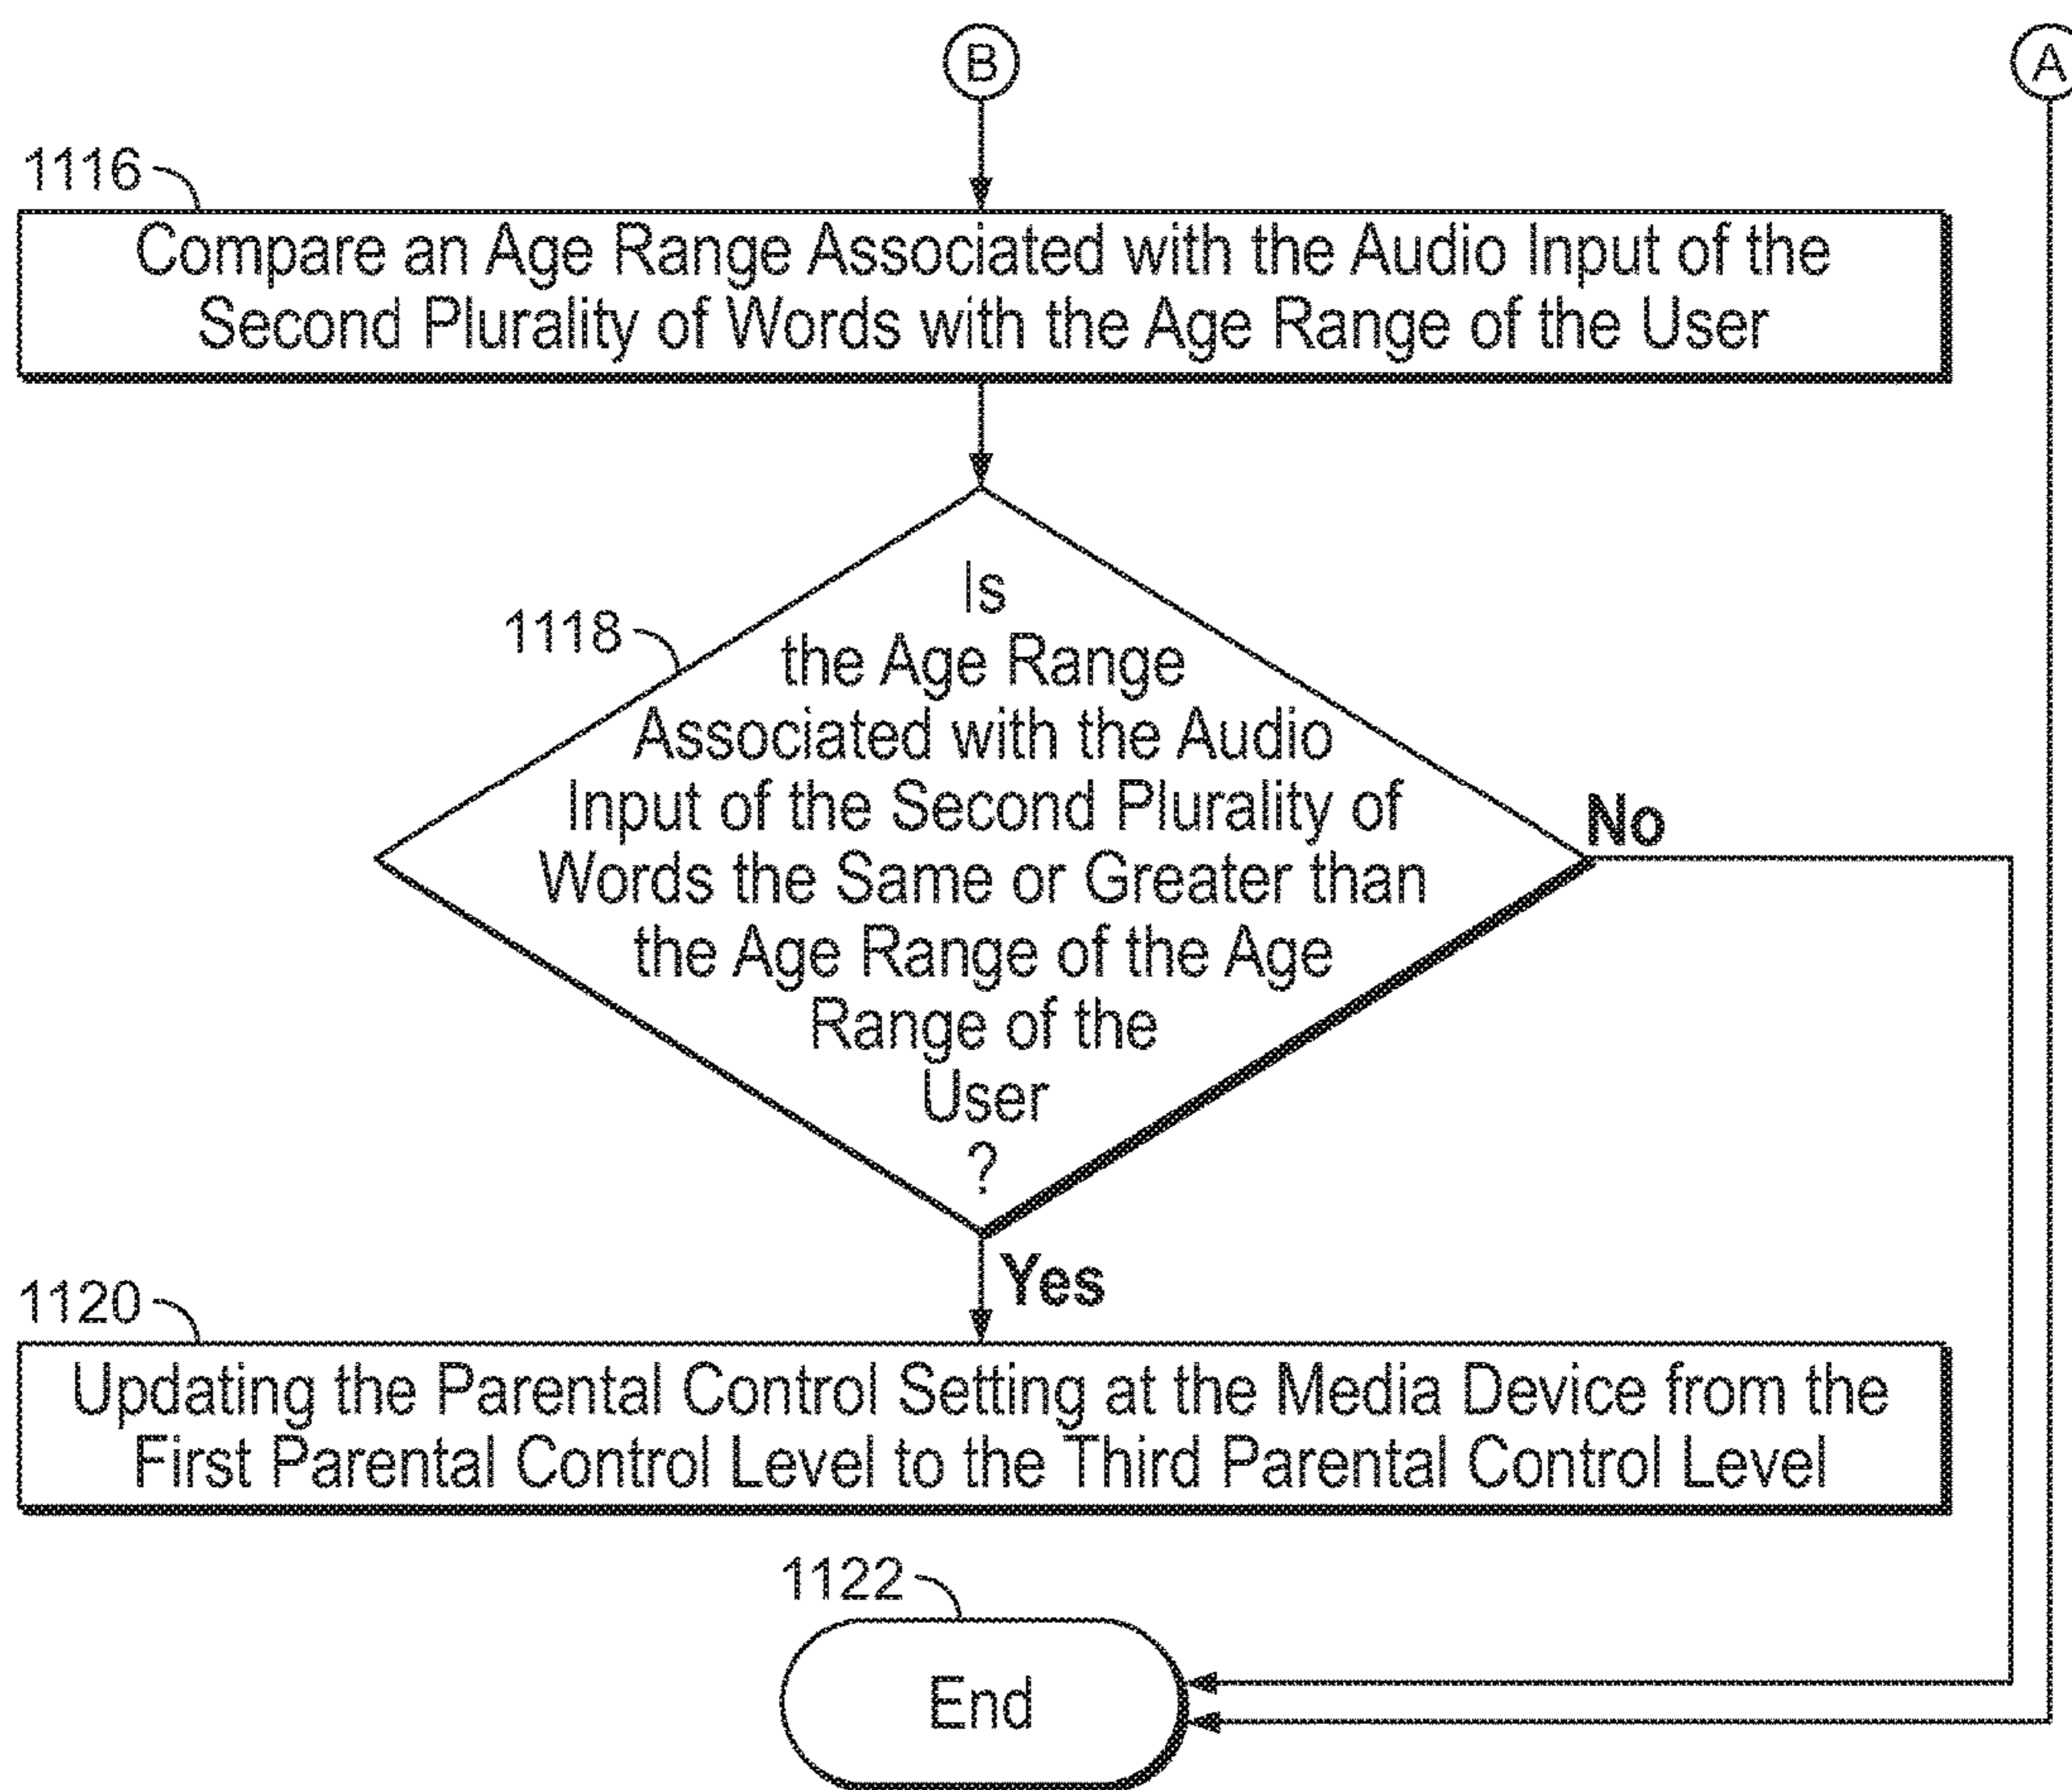 B
A
1116
Compare an Age Range Associated with the Audio Input of the
Second Plurality of Words with the Age Range of the User
1118
Is
the Age Range
Associated with the Audio
Input of the Second Plurality of
Words the Same or Greater than
the Age Range of the Age
Range of the
User
?
No
Yes
1120
Updating the Parental Control Setting at the Media Device from the
First Parental Control Level to the Third Parental Control Level
1122
End